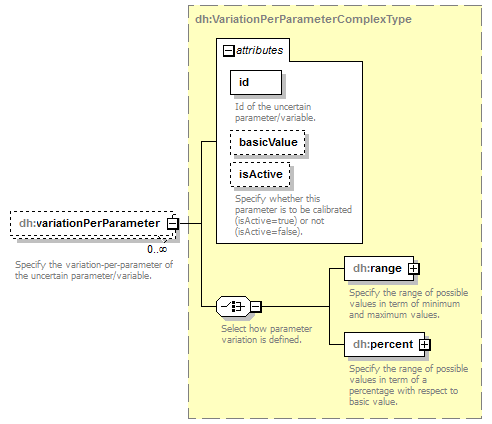 dh:VariationPerParameterComplexType
attributes
id
Id of the uncertain
parameter/variable.
basicValue
isActive
Specify whether this
parameter is to be calibrated
(isActive=true) or not
(isActive=false).
dh:variationPerParameter
0..∞
Specify the variation-per-parameter of
the uncertain parameter/variable.
Select how parameter
variation is defined.
dh:range
Specify the range of possible
values in term of minimum
and maximum values.
dh:percent
Specify the range of possible
values in term of a
percentage with respect to
basic value.